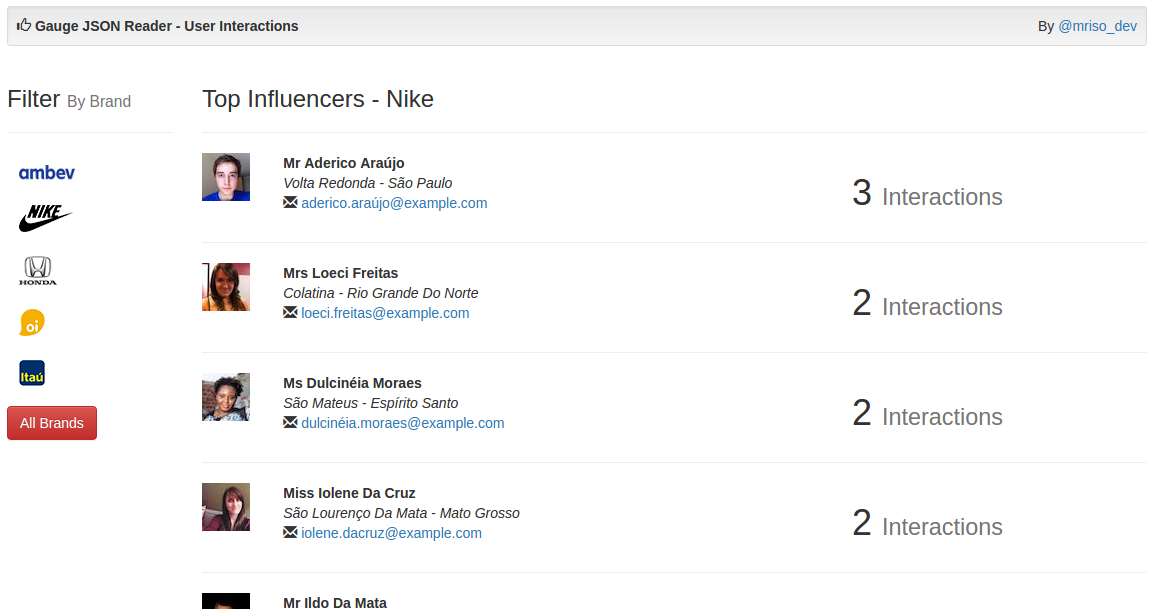 Gauge JSON Reader - User Interactions
By @mriso_dev
Filter By Brand
ambev
NIKE
HONDA
oi
Itaú
All Brands
Top Influencers - Nike
Mr Aderico Araújo
Volta Redonda - São Paulo
aderico.araújo@example.com
3 Interactions
Mrs Loeci Freitas
Colatina - Rio Grande Do Norte
loeci.freitas@example.com
2 Interactions
Ms Dulcinéia Moraes
São Mateus - Espírito Santo
dulcinéia.moraes@example.com
2 Interactions
Miss Iolene Da Cruz
São Lourenço Da Mata - Mato Grosso
iolene.dacruz@example.com
2 Interactions
Mr Ildo Da Mata